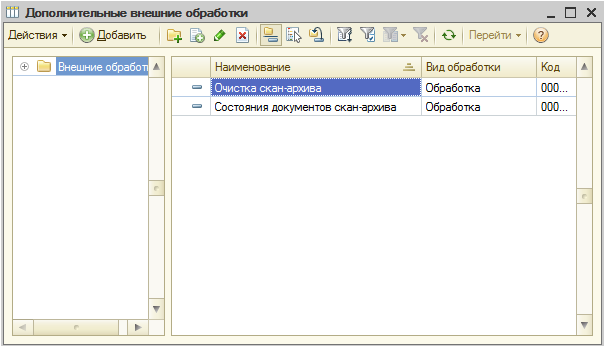 Дополнительные внешние обработки
Действия Добавить Перейти
Внешние обработ
Наименование Вид обработки Код
Очистка скан-архива Обработка 000...
Состояния документов скан-архива Обработка 000...